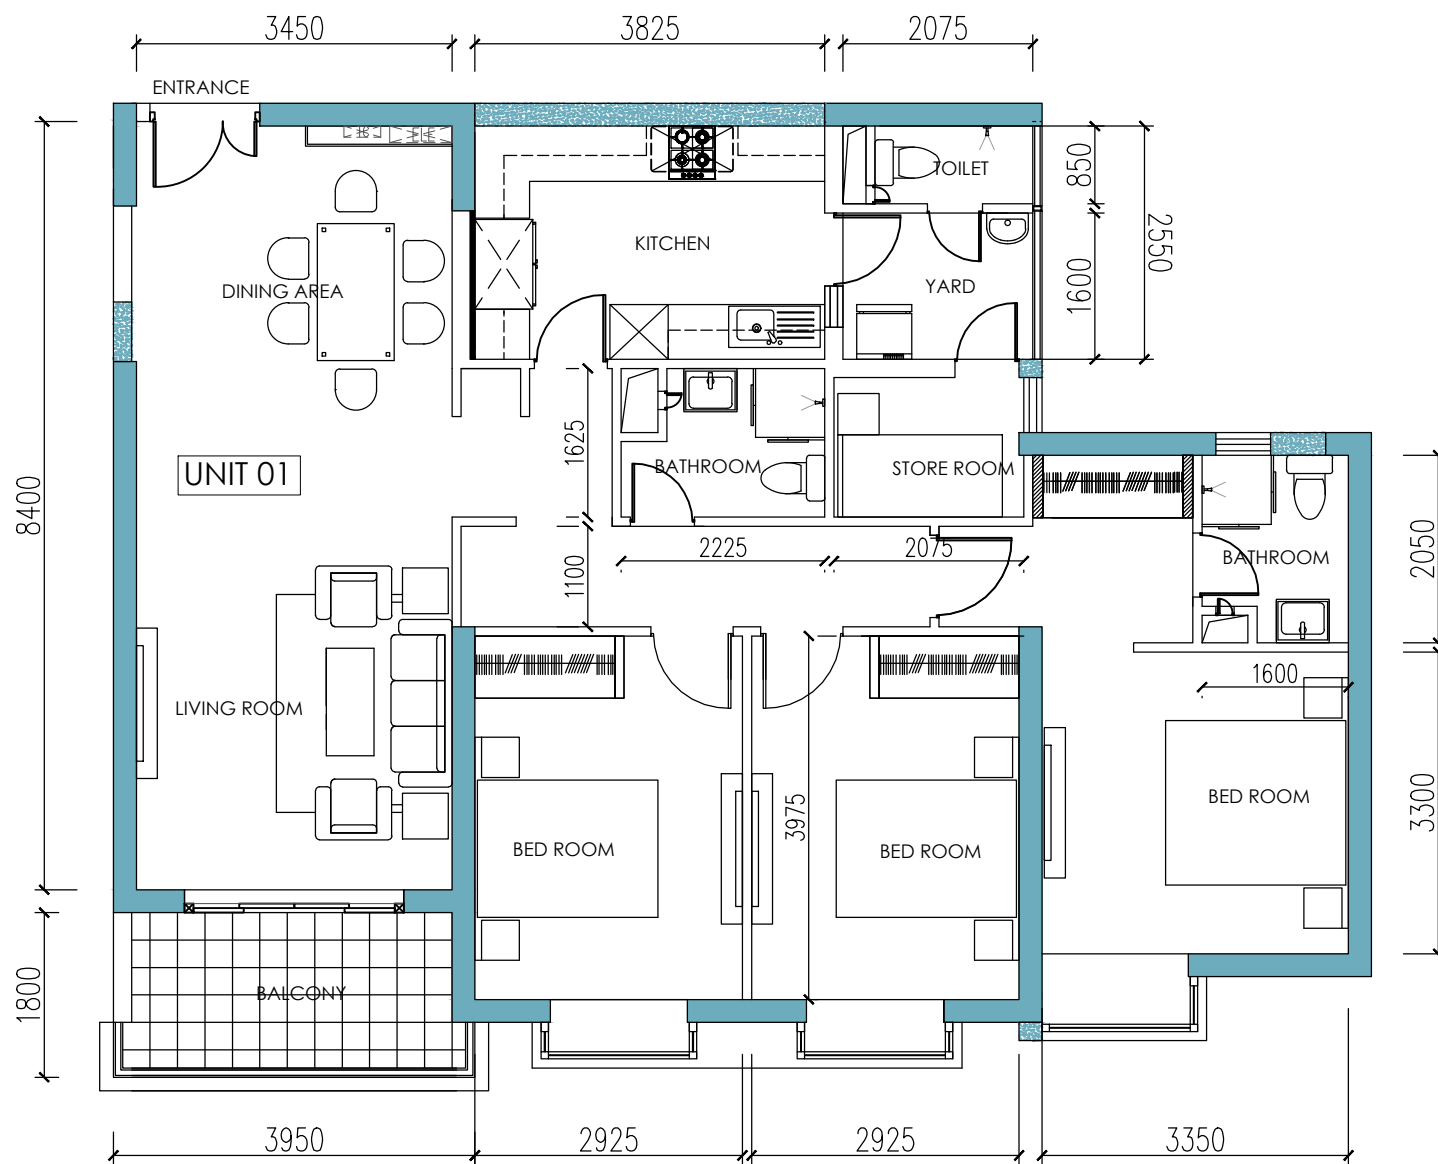 3450
3825
2075
ENTRANCE
850
TOILET
2550
KITCHEN
1600
YARD
DINING AREA
1625
UNIT 01
BATHROOM
STORE ROOM
8400
2225
2075
BATHROOM
2050
1100
1600
LIVING ROOM
3975
BED ROOM
3300
BED ROOM
BED ROOM
BALCONY
1800
3950
2925
2925
3350